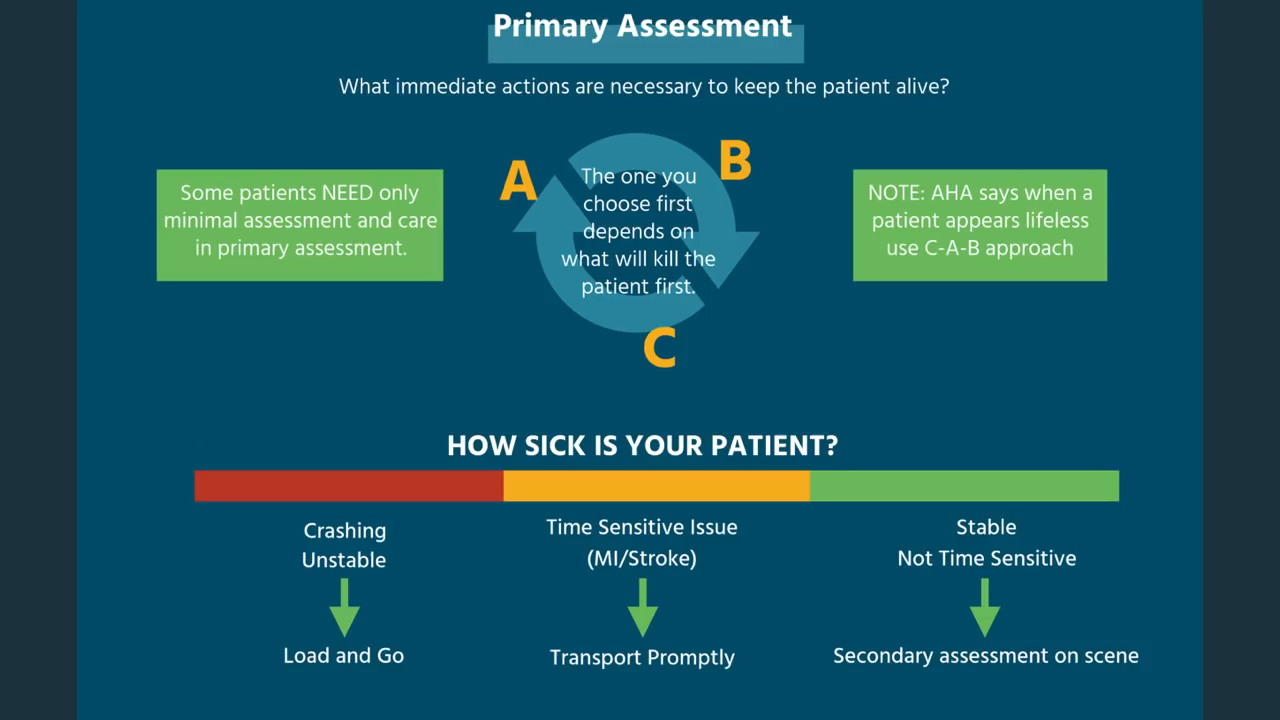 Primary Assessment
What immediate actions are necessary to keep the patient alive?
A
B
C
Some patients NEED only
minimal assessment and care
in primary assessment.
The one you
choose first
depends on
what will kill the
patient first.
NOTE: AHA says when a
patient appears lifeless
use C-A-B approach
HOW SICK IS YOUR PATIENT?
Crashing
Unstable
Load and Go
Time Sensitive Issue
(MI/Stroke)
Transport Promptly
Stable
Not Time Sensitive
Secondary assessment on scene